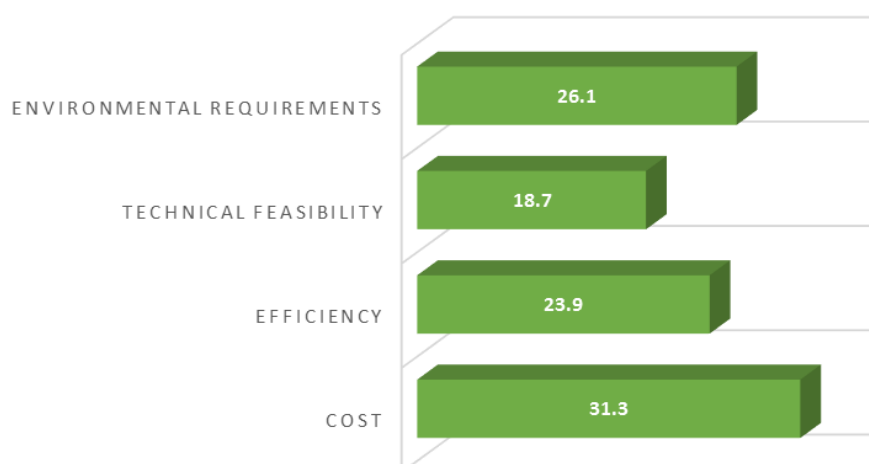 ENVIRONMENTAL REQUIREMENTS
26.1
TECHNICAL FEASIBILITY
18.7
EFFICIENCY
23.9
COST
31.3